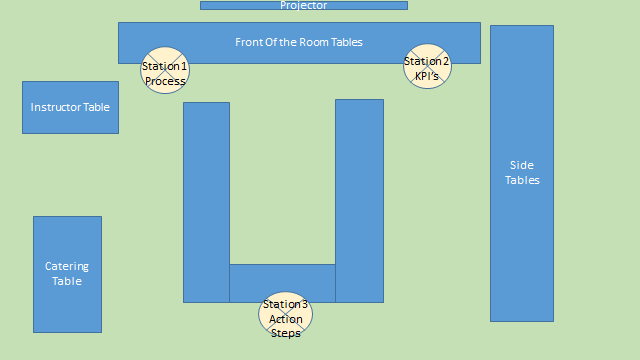 Projector
Front Of the Room Tables
Station1
Process
Station2
KPI's
Instructor Table
Side
Tables
Catering
Table
Station3
Action
Steps